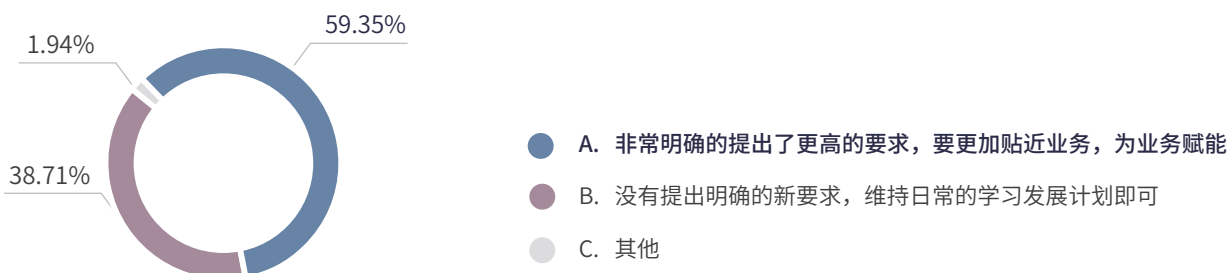 59.35%
1.94%
38.71%
A. 非常明确的提出了更高的要求，要更加贴近业务，为业务赋能
B. 没有提出明确的新要求，维持日常的学习发展计划即可
C. 其他